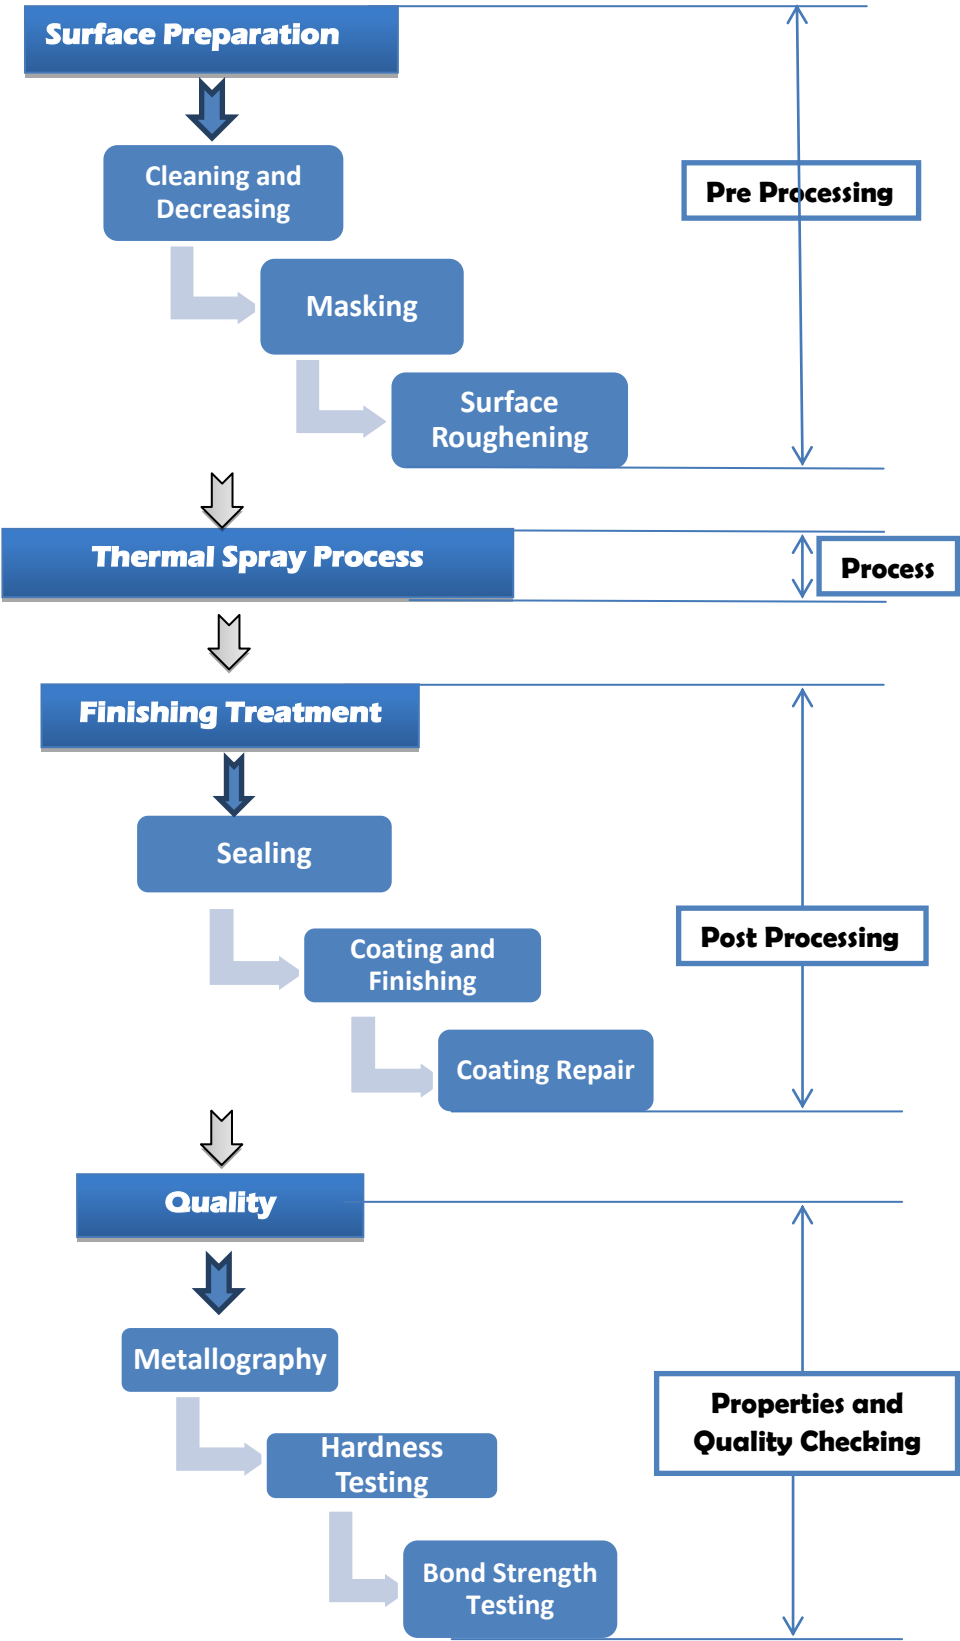 Surface Preparation
Cleaning and
Decreasing
Pre Processing
Masking
Surface
Roughening
Thermal Spray Process
Process
Finishing Treatment
Sealing
Coating and
Finishing
Post Processing
Coating Repair
Quality
Metallography
Properties and
Quality Checking
Hardness
Testing
Bond Strength
Testing